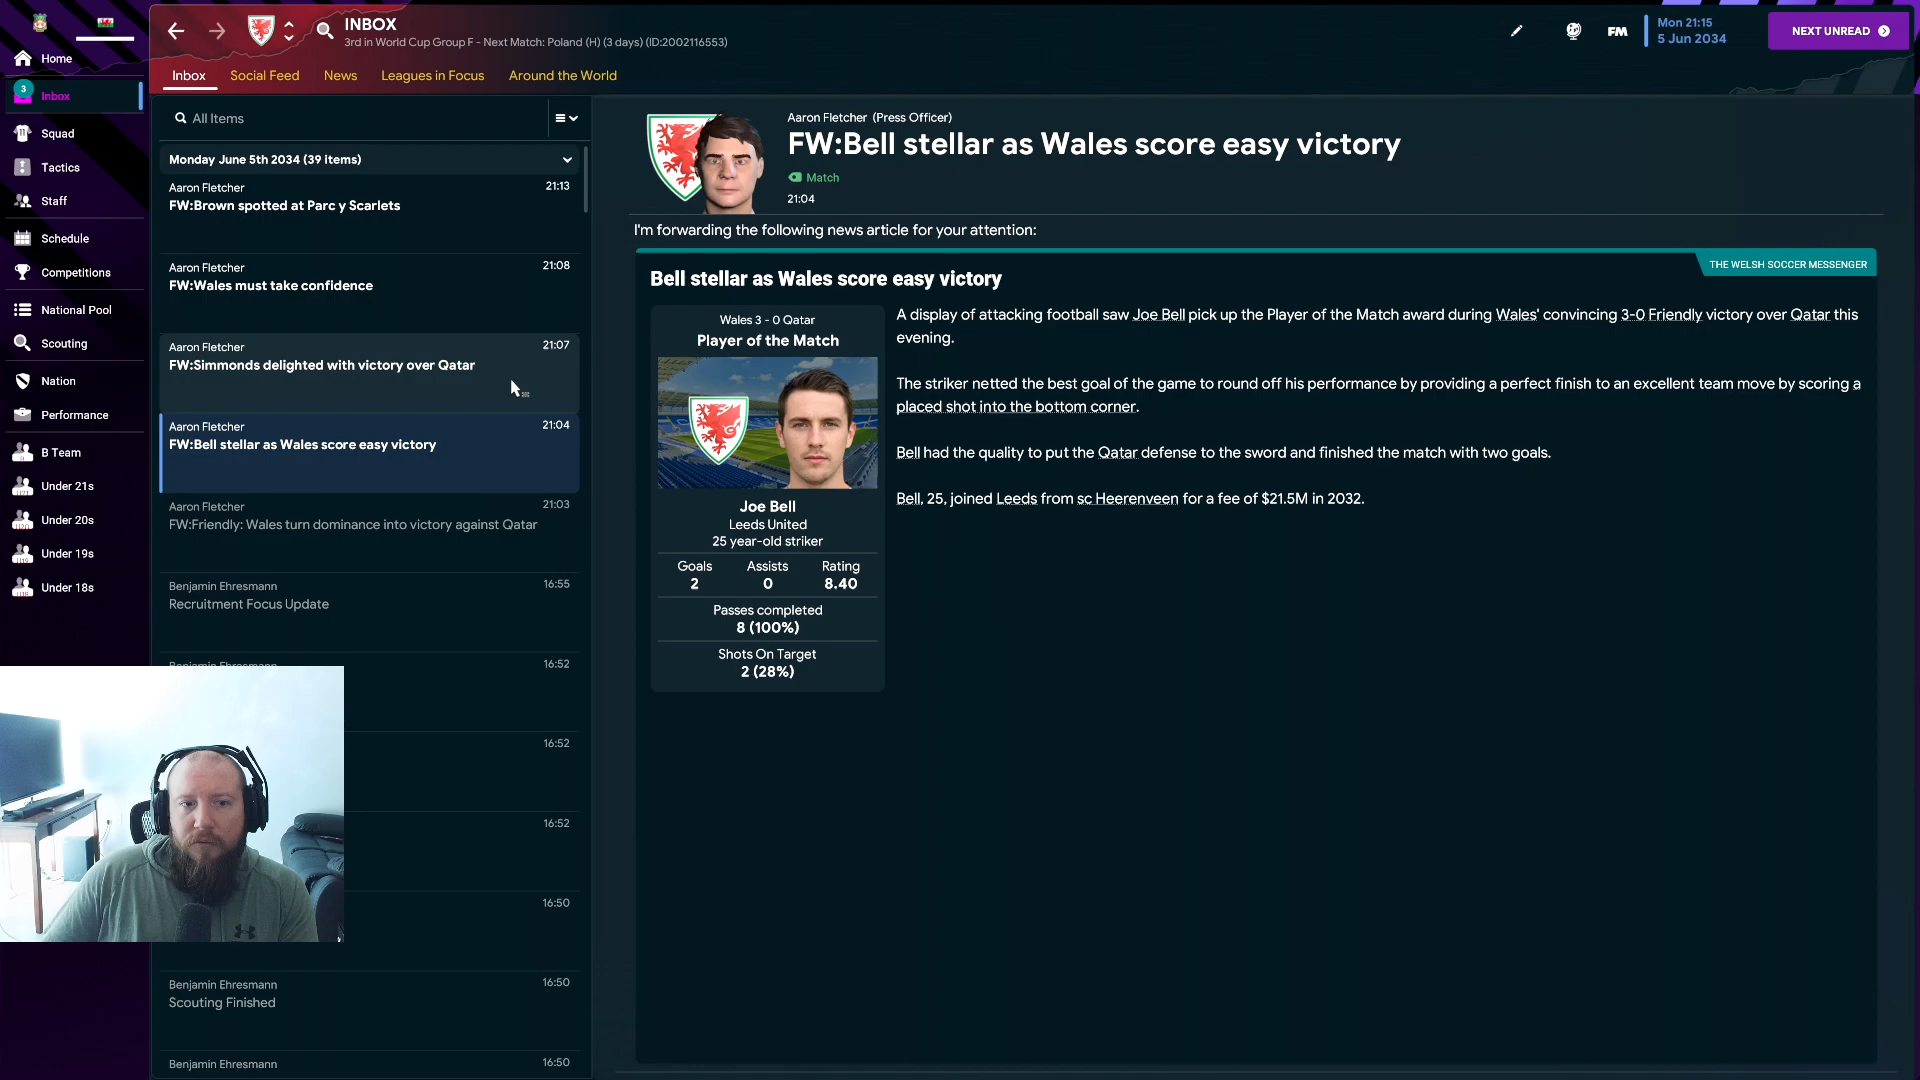 INBOX
3rd in World Cup Group F - Next Match: Poland (H) (3 days) (ID:2002116553)
FM
Mon 21:15
5 Jun 2034
NEXT UNREAD
Inbox
Social Feed
News
Leagues in Focus
Around the World
Home
3
Inbox
Squad
Tactics
Staff
Schedule
Competitions
National Pool
Scouting
Nation
Performance
B Team
Under 21s
Under 20s
Under 19s
Under 18s
All Items
Monday June 5th 2034 (39 items)
Aaron Fletcher
21:13
FW:Brown spotted at Parc y Scarlets
Aaron Fletcher
21:08
FW:Wales must take confidence
Aaron Fletcher
21:07
FW:Simmonds delighted with victory over Qatar
Aaron Fletcher
21:04
FW:Bell stellar as Wales score easy victory
Aaron Fletcher
21:03
FW:Friendly: Wales turn dominance into victory against Qatar
Benjamin Ehresmann
16:55
Recruitment Focus Update
Benjamin Ehresmann
16:52
16:52
16:52
16:50
Benjamin Ehresmann
16:50
Scouting Finished
Benjamin Ehresmann
16:50
Aaron Fletcher (Press Officer)
FW:Bell stellar as Wales score easy victory
Match
21:04
I'm forwarding the following news article for your attention:
THE WELSH SOCCER MESSENGER
Bell stellar as Wales score easy victory
Wales 3 - 0 Qatar
Player of the Match
Joe Bell
Leeds United
25 year-old striker
Goals Assists Rating
2 0 8.40
Passes completed
8 (100%)
Shots On Target
2 (28%)
A display of attacking football saw Joe Bell pick up the Player of the Match award during Wales' convincing 3-0 Friendly victory over Qatar this
evening.
The striker netted the best goal of the game to round off his performance by providing a perfect finish to an excellent team move by scoring a
placed shot into the bottom corner.
Bell had the quality to put the Qatar defense to the sword and finished the match with two goals.
Bell, 25, joined Leeds from sc Heerenveen for a fee of $21.5M in 2032.